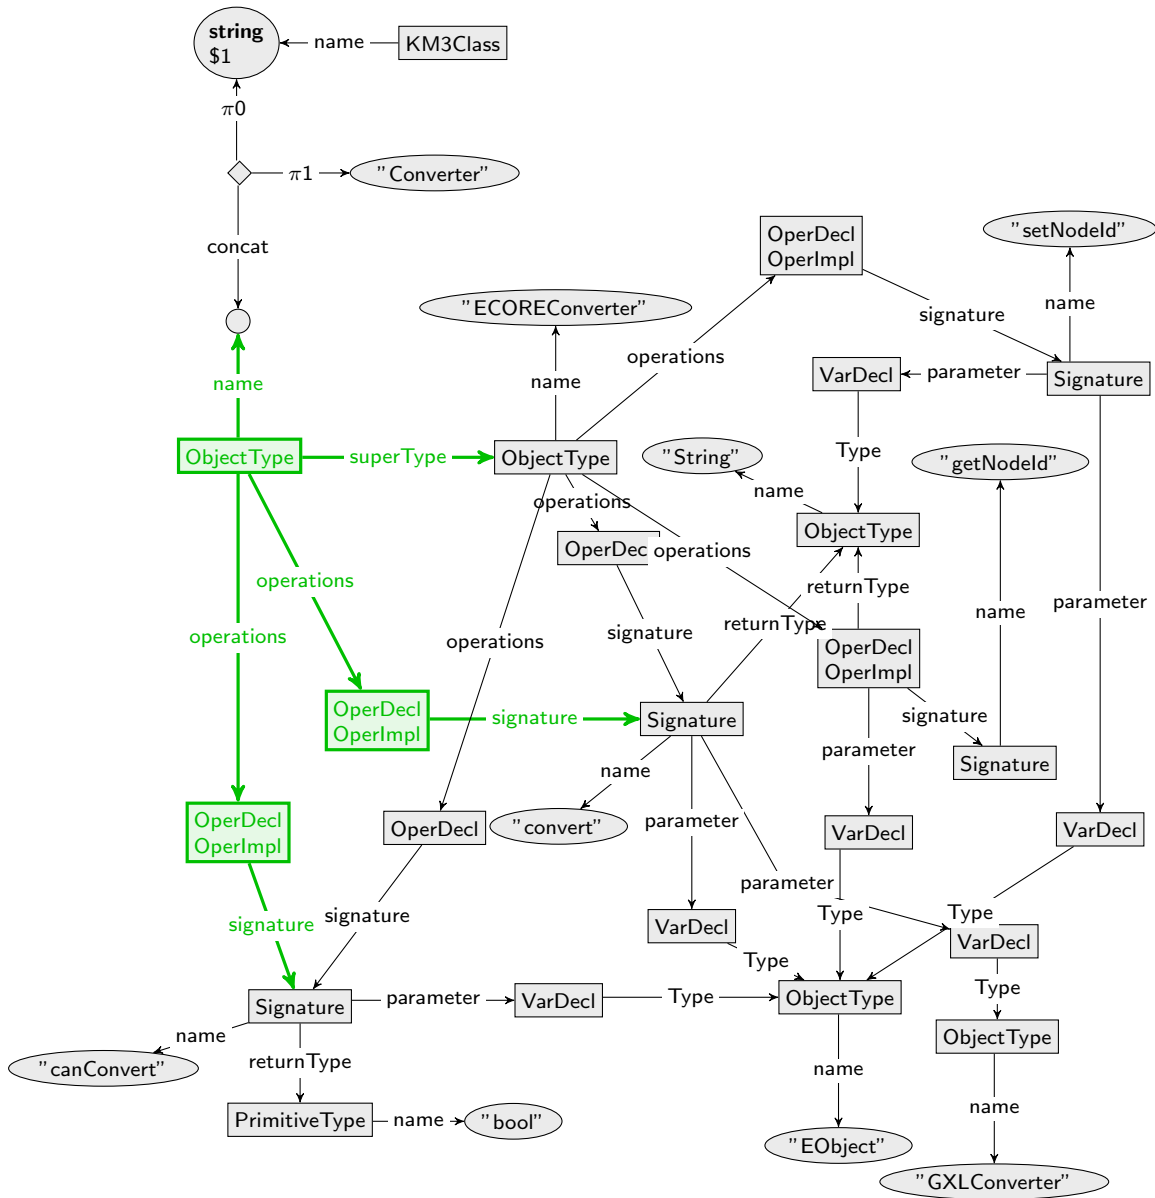 string
$1
name
KM3Class
π0
π1
"Converter"
concat
OperDecl
OperImpl
"setNodeId"
"ECOREConverter"
name
signature
operations
name
name
VarDecl
parameter
Signature
ObjectType
superType
ObjectType
"String"
Type
"getNodeId"
name
operations
ObjectType
OperDecl
operations
operations
returnType
name
parameter
operations
operations
signature
returnType
OperDecl
OperImpl
OperDecl
OperImpl
signature
Signature
signature
name
parameter
Signature
OperDecl
OperImpl
OperDecl
"convert"
parameter
VarDecl
VarDecl
parameter
signature
signature
VarDecl
Type
Type
VarDecl
Type
Signature
parameter
VarDecl
Type
ObjectType
Type
name
ObjectType
"canConvert"
returnType
name
name
PrimitiveType
name
"bool"
"EObject"
"GXLConverter"